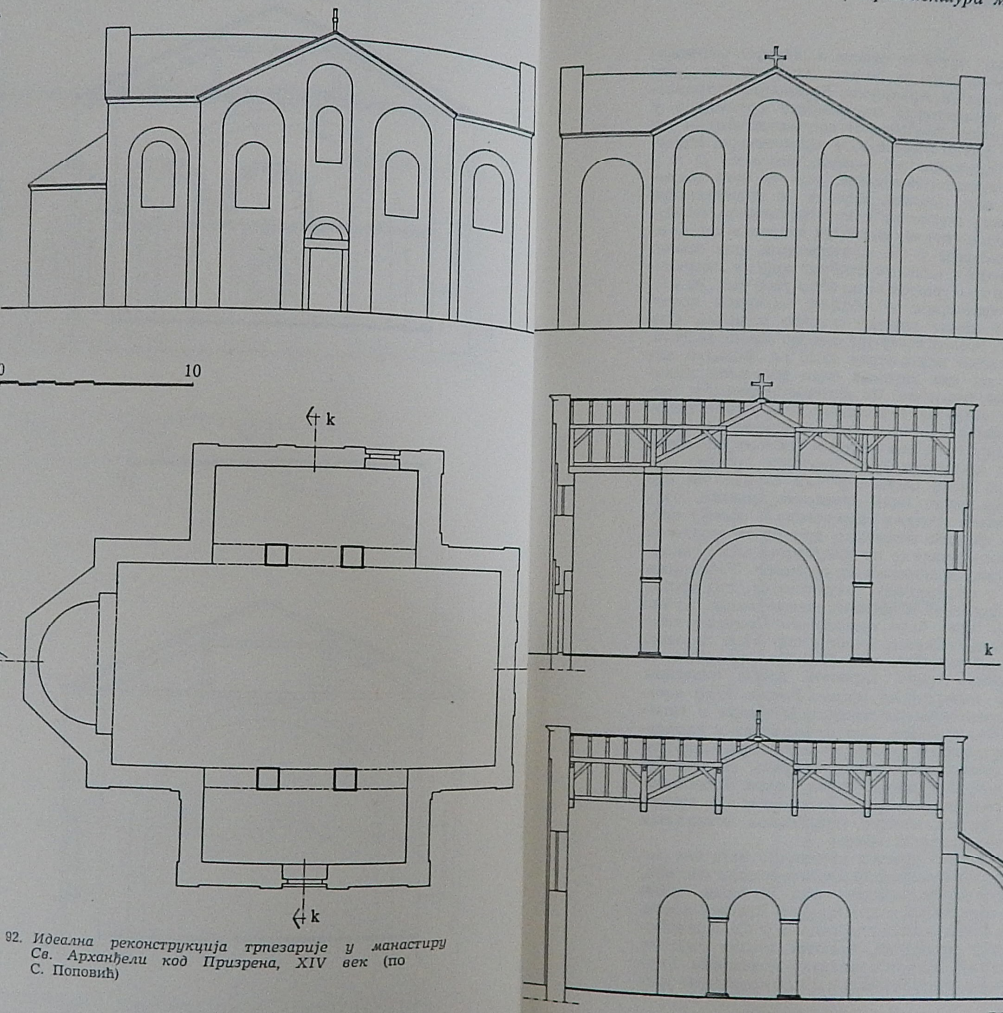 0 10
k
k
k
92. Идеална реконструкција трпезарије у манастиру
Св. Арханђели код Призрена, XIV век (по
С. Поповић)